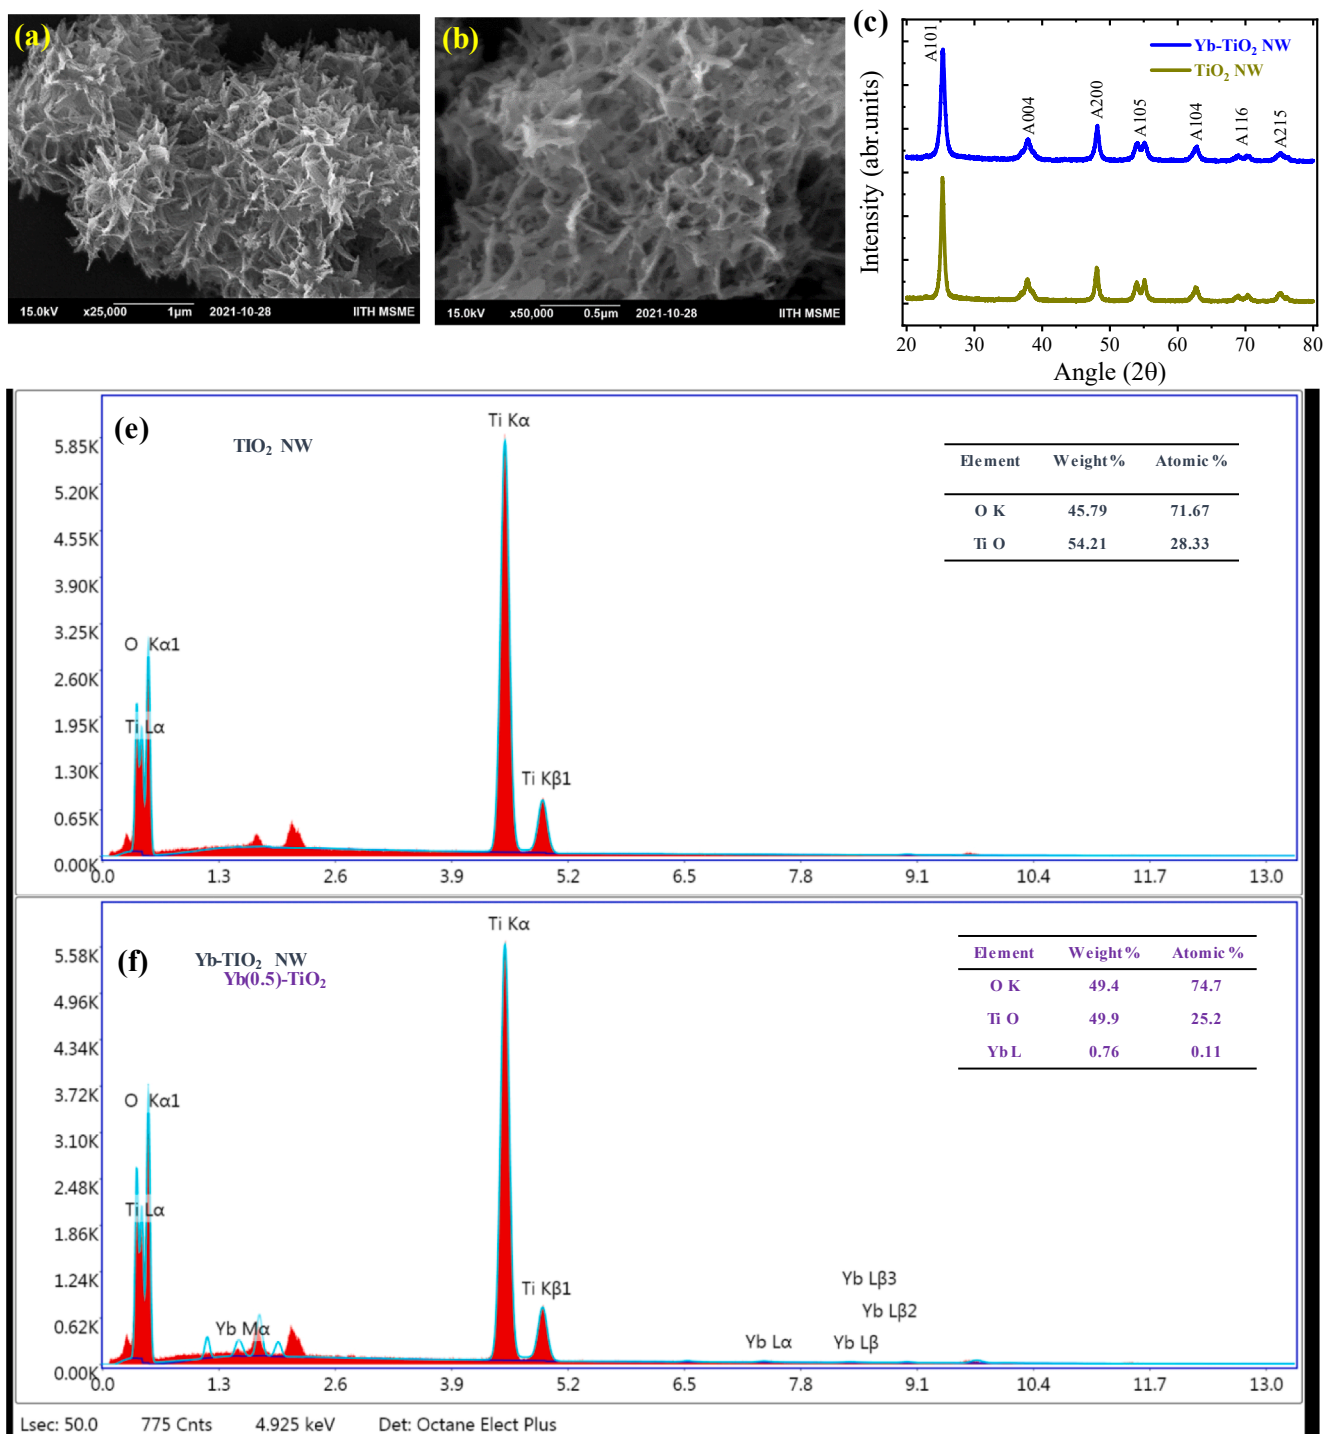 (a)
15.0kV x25,000 1µm 2021-10-28 IITH MSME
(b)
15.0kV x50,000 0.5µm 2021-10-28 IITH MSME
(c)
Intensity (abr.units)
A101
A004
A200
A105
A104
A116
A215
Yb-TiO₂ NW
TiO₂ NW
20 30 40 50 60 70 80
Angle (2θ)
(e)
TIO₂ NW
Ti Kα
O Kα1
Ti Lα
Ti Kβ1
5.85K
5.20K
4.55K
3.90K
3.25K
2.60K
1.95K
1.30K
0.65K
0.00K
0.0 1.3 2.6 3.9 5.2 6.5 7.8 9.1 10.4 11.7 13.0
Element Weight% Atomic%
O K 45.79 71.67
Ti O 54.21 28.33
(f)
Yb-TIO₂ NW
Yb(0.5)-TiO₂
Ti Kα
O Kα1
Ti Lα
Yb Mα
Ti Kβ1
Yb Lβ3
Yb Lβ2
Yb Lα
Yb Lβ
5.58K
4.96K
4.34K
3.72K
3.10K
2.48K
1.86K
1.24K
0.62K
0.00K
0.0 1.3 2.6 3.9 5.2 6.5 7.8 9.1 10.4 11.7 13.0
Element Weight% Atomic%
O K 49.4 74.7
Ti O 49.9 25.2
Yb L 0.76 0.11
Lsec: 50.0 775 Cnts 4.925 keV Det: Octane Elect Plus